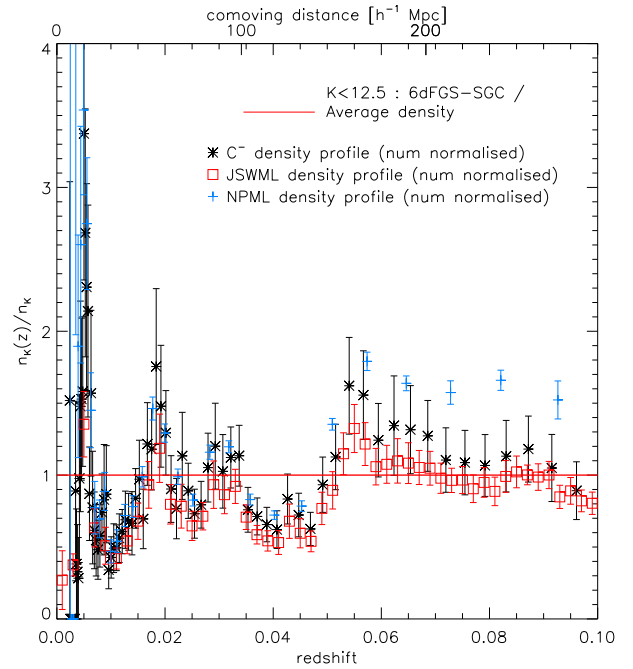 comoving distance [h⁻¹ Mpc]
0 100 200
4
K<12.5 : 6dFGS-SGC /
Average density
C⁻ density profile (num normalised)
JSWML density profile (num normalised)
NPML density profile (num normalised)
3
2
1
0
n_K(z)/n_K
0.00 0.02 0.04 0.06 0.08 0.10
redshift